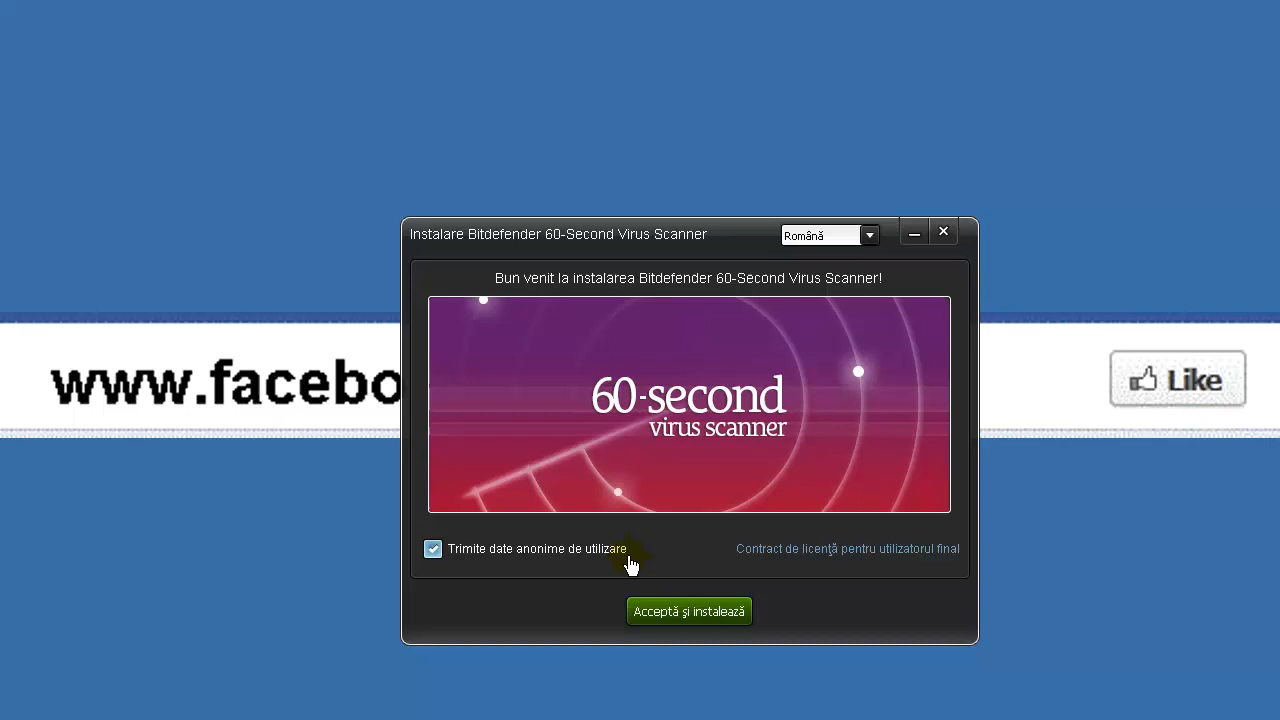 Instalare Bitdefender 60-Second Virus Scanner
Română
Bun venit la instalarea Bitdefender 60-Second Virus Scanner!
www.facebo
60-second
virus scanner
Like
Trimite date anonime de utilizare
Contract de licenţă pentru utilizatorul final
Acceptă şi instalează